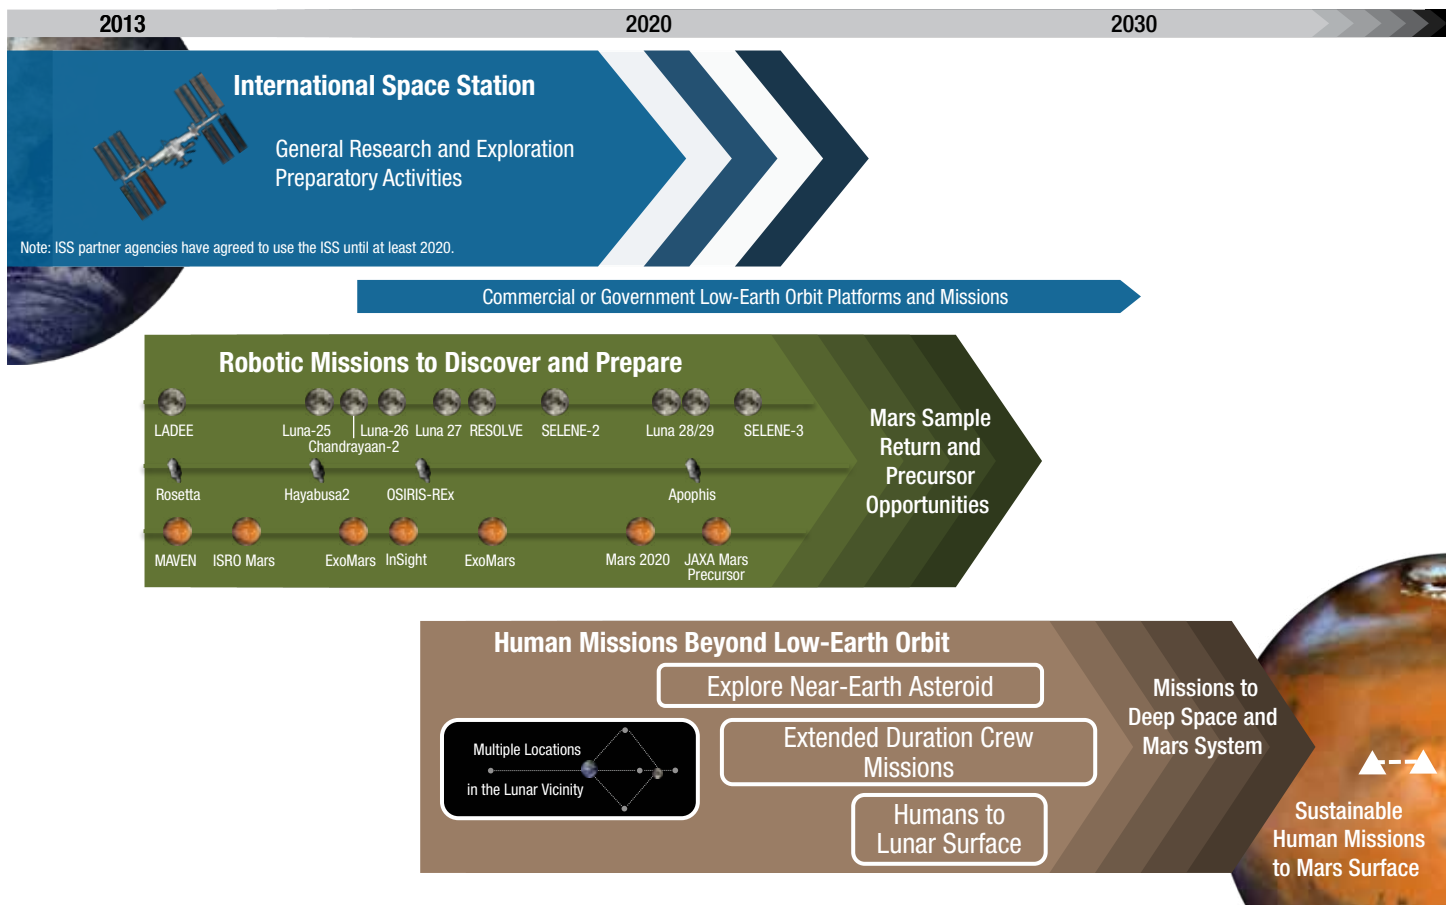 2013 2020 2030
International Space Station
General Research and Exploration
Preparatory Activities
Note: ISS partner agencies have agreed to use the ISS until at least 2020.
Commercial or Government Low-Earth Orbit Platforms and Missions
Robotic Missions to Discover and Prepare
LADEE Luna-25 Luna-26 Luna 27 RESOLVE SELENE-2 Luna 28/29 SELENE-3
Chandrayaan-2
Rosetta Hayabusa2 OSIRIS-REx Apophis
MAVEN ISRO Mars ExoMars InSight ExoMars Mars 2020 JAXA Mars
Precursor
Mars Sample
Return and
Precursor
Opportunities
Human Missions Beyond Low-Earth Orbit
Explore Near-Earth Asteroid
Multiple Locations
in the Lunar Vicinity
Extended Duration Crew
Missions
Humans to
Lunar Surface
Missions to
Deep Space and
Mars System
Sustainable
Human Missions
to Mars Surface